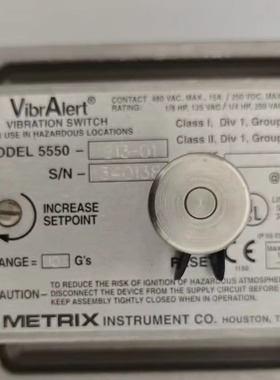 VibrAlert®
VIBRATION SWITCH
USE IN HAZARDOUS LOCATIONS
CONTACT 480 VAC, MAX., 15A. / 250 VDC, MAX
RATING: 1/8 HP, 125 VAC / 1/4 HP, 250 VA
Class I, Div 1, Group
Class II, Div 1, Group
ODEL 5550 -
S/N -
INCREASE
SETPOINT
ANGE = G's
RESE
CE
TO REDUCE THE RISK OF IGNITION OF HAZARDOUS ATMOSPHE
CAUTION- DISCONNECT THE DEVICE FROM THE SUPPLY CIRCUIT BEFORE
KEEP ASSEMBLY TIGHTLY CLOSED WHEN IN OPERATION.
METRIX INSTRUMENT CO. HOUSTON, T